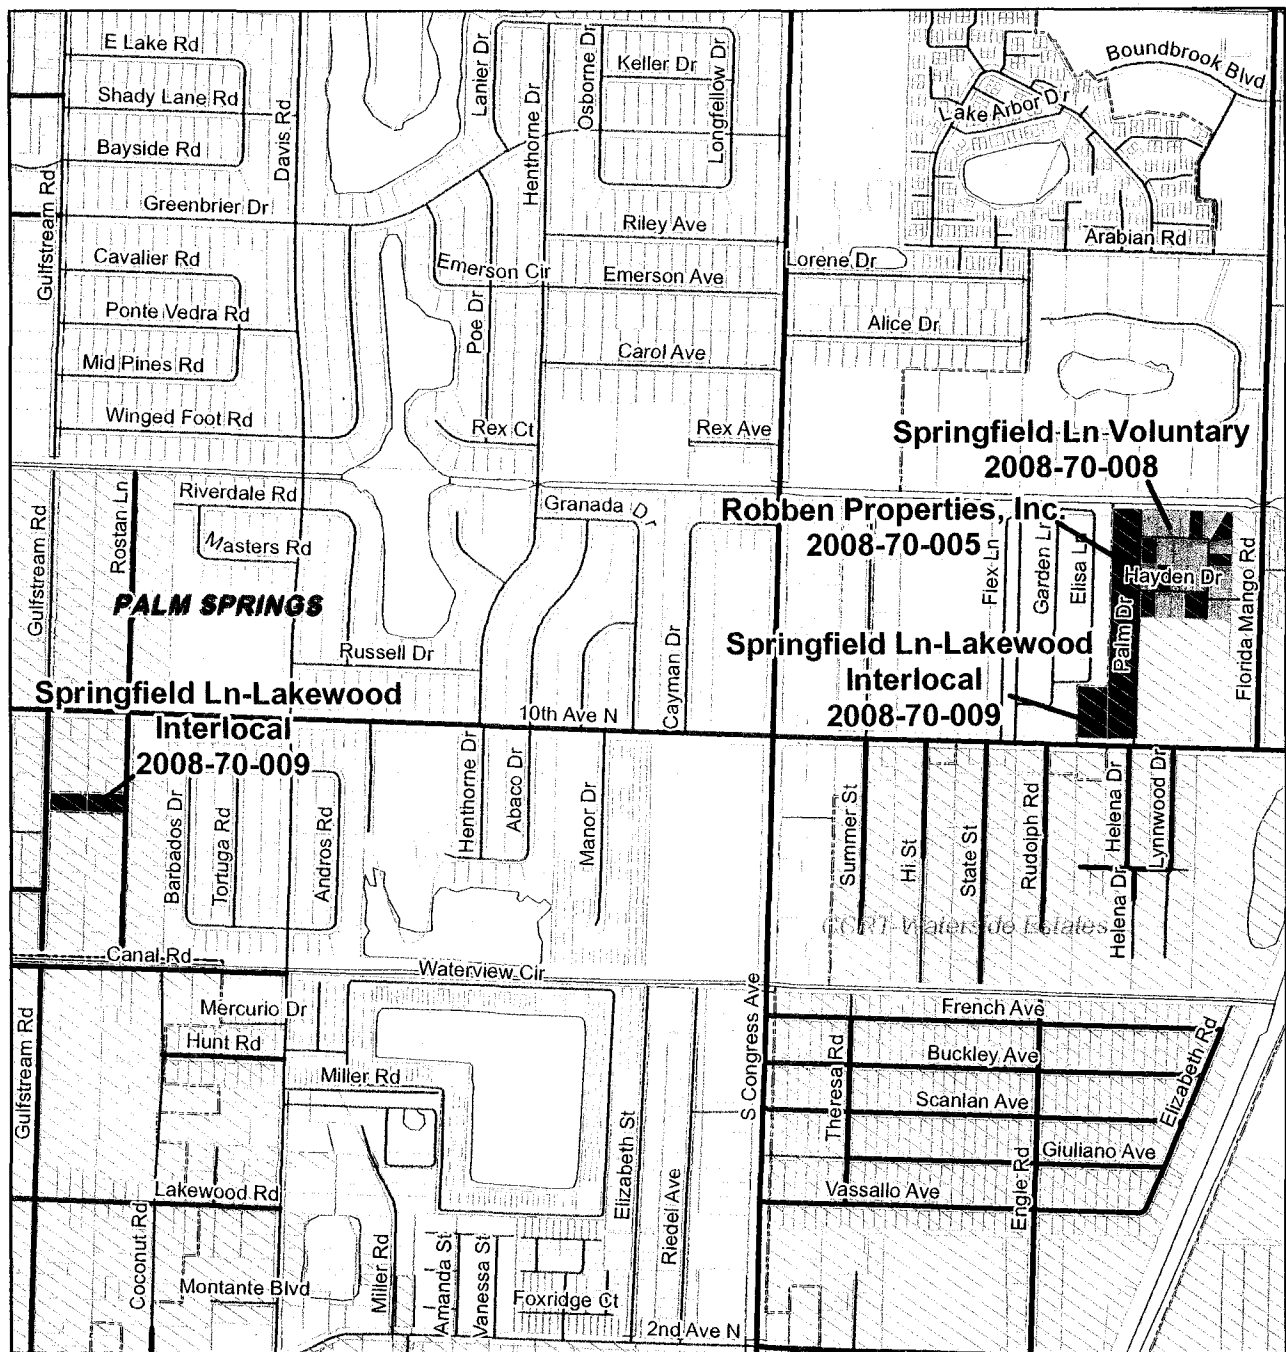 E Lake Rd
Shady Lane Rd
Bayside Rd
Davis Rd
Greenbrier Dr
Gulfstream Rd
Cavalier Rd
Ponte Vedra Rd
Mid Pines Rd
Winged Foot Rd
Lanier Dr
Henthorne Dr
Osborne Dr
Keller Dr
Longfellow Dr
Riley Ave
Emerson Cir
Emerson Ave
Poe Dr
Carol Ave
Rex Ct
Rex Ave
Boundbrook Blvd
Lake Arbor Dr
Arabian Rd
Lorene Dr
Alice Dr
Springfield Ln-Voluntary
2008-70-008
Robben Properties, Inc.
2008-70-005
Gulfstream Rd
Rostan Ln
Riverdale Rd
Masters Rd
PALM SPRINGS
Russell Dr
Granada Dr
Cayman Dr
Flex Ln
Garden Ln
Elisa Ln
Palm Dr
Hayden Dr
Florida Mango Rd
Springfield Ln-Lakewood
Interlocal
2008-70-009
Springfield Ln-Lakewood
Interlocal
2008-70-009
10th Ave N
Barbados Dr
Tortuga Rd
Andros Rd
Henthorne Dr
Abaco Dr
Manor Dr
Summer St
Hi St
State St
Rudolph Rd
Helena Dr
Lynnwood Dr
Helena Dr
CCRT-Waterside Estates
Canal Rd
Waterview Cir
Mercurio Dr
Hunt Rd
Miller Rd
Gulfstream Rd
Lakewood Rd
Coconut Rd
Montante Blvd
Miller Rd
Amanda St
Vanessa St
Foxridge Ct
Elizabeth St
Riedel Ave
2nd Ave N
S Congress Ave
French Ave
Buckley Ave
Scanlan Ave
Giuliano Ave
Vassallo Ave
Theresa Rd
Engle Rd
Elizabeth Rd